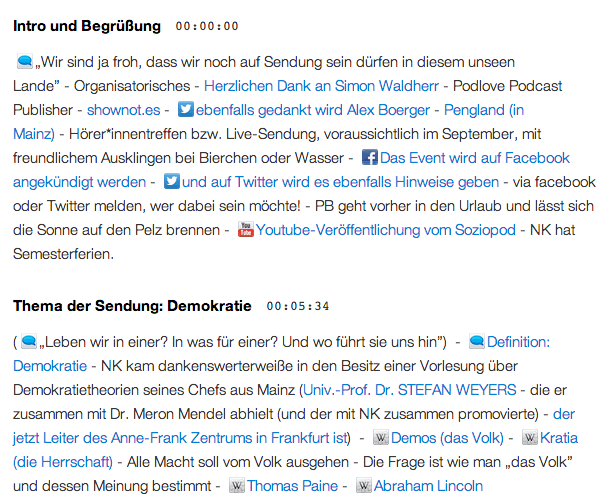 Intro und Begrüßung 00:00:00
„Wir sind ja froh, dass wir noch auf Sendung sein dürfen in diesem unseen
Lande” - Organisatorisches - Herzlichen Dank an Simon Waldherr - Podlove Podcast
Publisher - shownot.es - ebenfalls gedankt wird Alex Boerger - Pengland (in
Mainz) - Hörer*innentreffen bzw. Live-Sendung, voraussichtlich im September, mit
freundlichem Ausklingen bei Bierchen oder Wasser - Das Event wird auf Facebook
angekündigt werden - und auf Twitter wird es ebenfalls Hinweise geben - via facebook
oder Twitter melden, wer dabei sein möchte! - PB geht vorher in den Urlaub und lässt sich
die Sonne auf den Pelz brennen - You Tube Youtube-Veröffentlichung vom Soziopod - NK hat
Semesterferien.
Thema der Sendung: Demokratie 00:05:34
( „Leben wir in einer? In was für einer? Und wo führt sie uns hin”) - Definition:
Demokratie - NK kam dankenswerterweiße in den Besitz einer Vorlesung über
Demokratietheorien seines Chefs aus Mainz (Univ.-Prof. Dr. STEFAN WEYERS - die er
zusammen mit Dr. Meron Mendel abhielt (und der mit NK zusammen promovierte) - der
jetzt Leiter des Anne-Frank Zentrums in Frankfurt ist) - W Demos (das Volk) - W Kratia
(die Herrschaft) - Alle Macht soll vom Volk ausgehen - Die Frage ist wie man „das Volk”
und dessen Meinung bestimmt - W Thomas Paine - W Abraham Lincoln